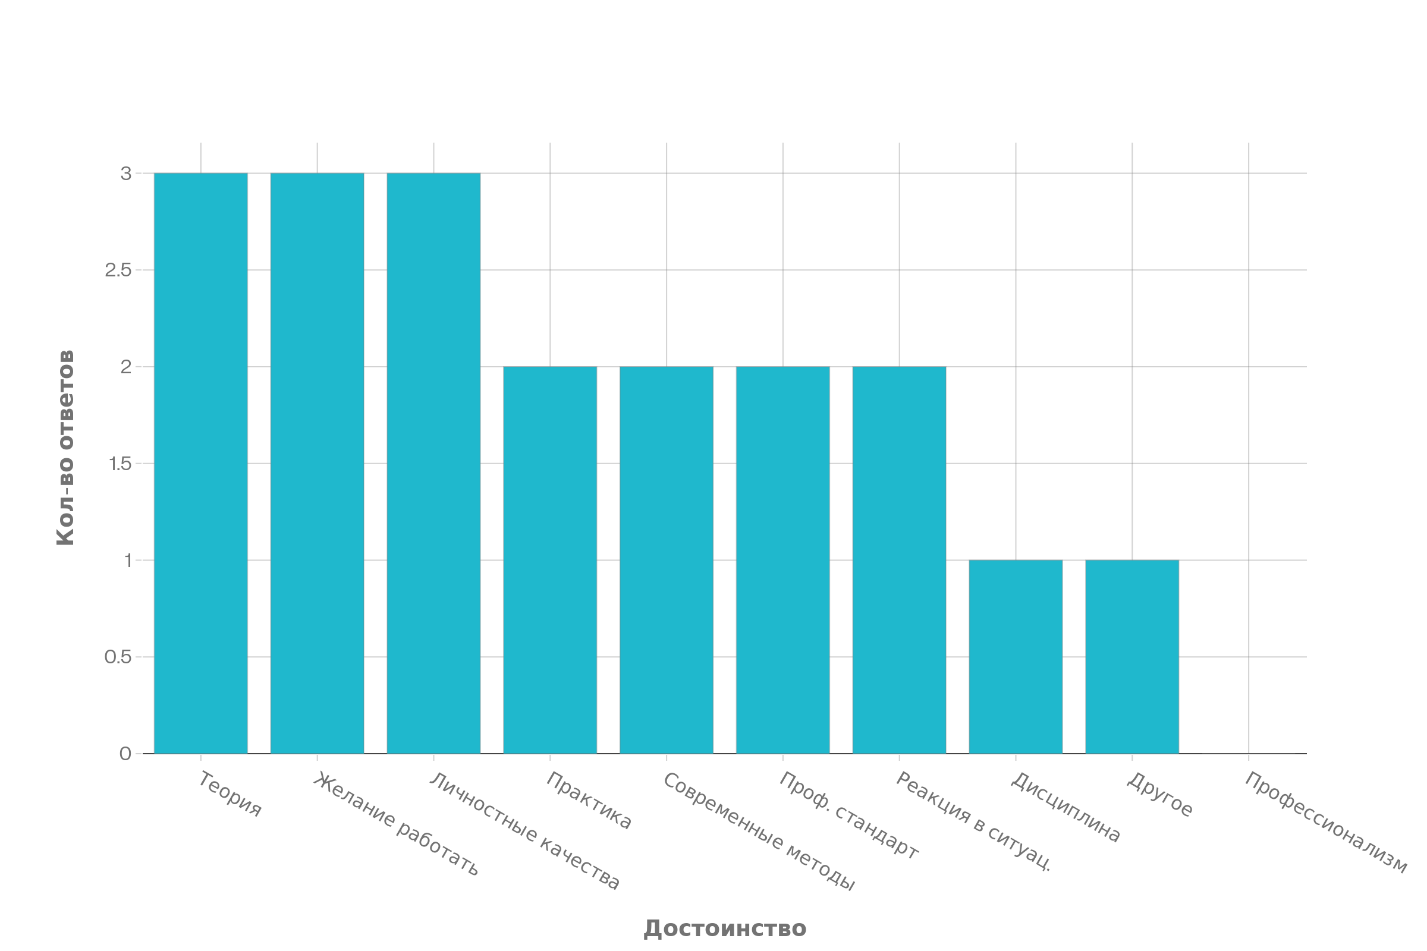 Кол-во ответов
3
2.5
2
1.5
1
0.5
0
Теория
Желание работать
Личностные качества
Практика
Современные методы
Проф. стандарт
Реакция в ситуац.
Дисциплина
Другое
Профессионализм
Достоинство